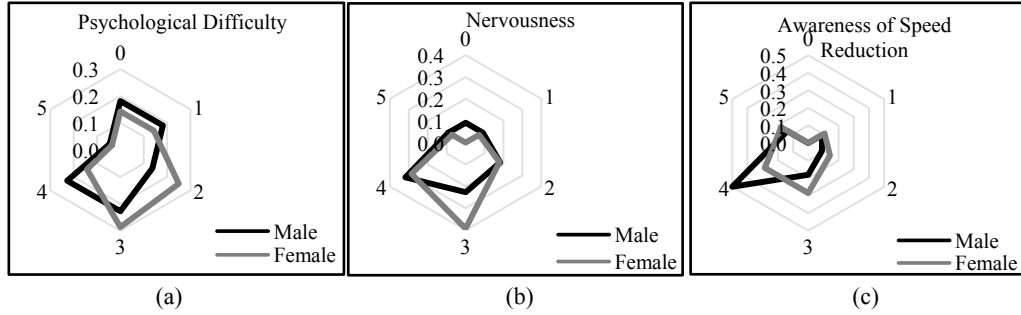 Psychological Difficulty
0
0.3
0.2
0.1
0.0
1
2
3
4
5
Male
Female
(a)
Nervousness
0
0.4
0.3
0.2
0.1
0.0
1
2
3
4
5
Male
Female
(b)
Awareness of Speed
Reduction
0
0.5
0.4
0.3
0.2
0.1
0.0
1
2
3
4
5
Male
Female
(c)